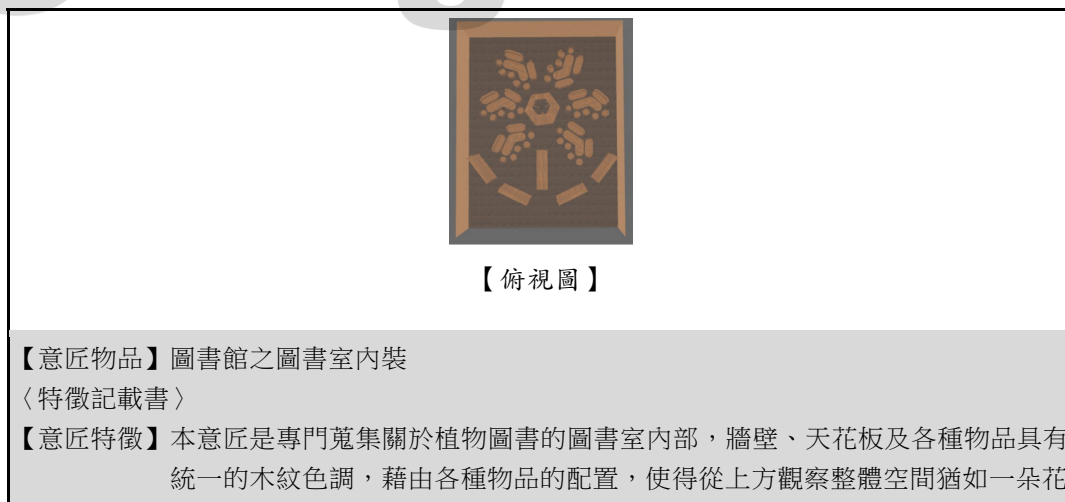 【俯視圖】
【意匠物品】圖書館之圖書室內裝
〈特徵記載書〉
【意匠特徵】本意匠是專門蒐集關於植物圖書的圖書室內部，牆壁、天花板及各種物品具有
統一的木紋色調，藉由各種物品的配置，使得從上方觀察整體空間猶如一朵花